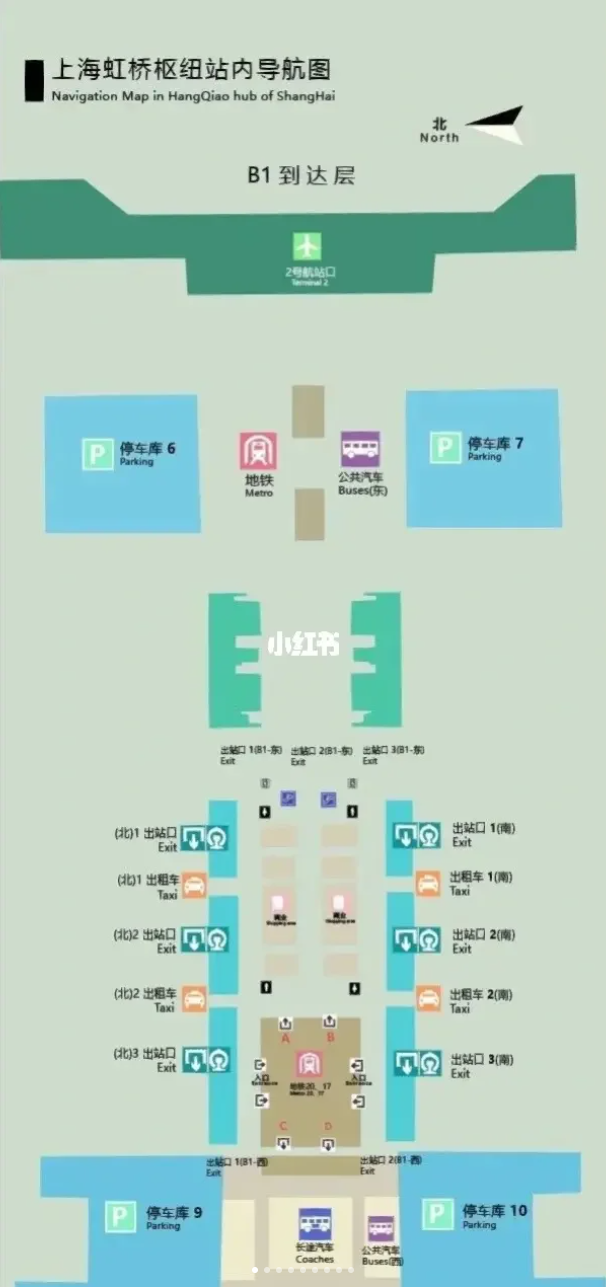 上海虹桥枢纽站内导航图
Navigation Map in HangQiao hub of ShangHai
北
North
B1到达层
2号航站口
Terminal 2
P
停车库 6
Parking
P
停车库 7
Parking
地铁
Metro
公共汽车
Buses(东)
小红书
出站口 1(B1-东)
Exit
出站口 2(B1-东)
Exit
出站口 3(B1-东)
Exit
(北)1 出站口
Exit
出站口 1(南)
Exit
(北)1 出租车
Taxi
出租车 1(南)
Taxi
商业
Shopping area
商业
Shopping area
(北)2 出站口
Exit
出站口 2(南)
Exit
(北)2 出租车
Taxi
出租车 2(南)
Taxi
A
B
(北)3 出站口
Exit
出站口 3(南)
Exit
入口
Entrance
入口
Entrance
地铁20、17
Metro 20、17
C
D
出站口 1(B1-西)
Exit
出站口 2(B1-西)
Exit
P
停车库 9
Parking
P
停车库 10
Parking
长途汽车
Coaches
公共汽车
Buses(西)